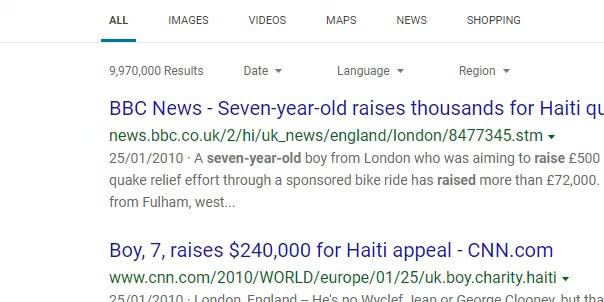 ALL IMAGES VIDEOS MAPS NEWS SHOPPING
9,970,000 Results Date Language Region
BBC News - Seven-year-old raises thousands for Haiti qu
news.bbc.co.uk/2/hi/uk_news/england/london/8477345.stm
25/01/2010 · A seven-year-old boy from London who was aiming to raise £500
quake relief effort through a sponsored bike ride has raised more than £72,000.
from Fulham, west...
Boy, 7, raises $240,000 for Haiti appeal - CNN.com
www.cnn.com/2010/WORLD/europe/01/25/uk.boy.charity.haiti
25/01/2010 · London, England -- He's no Wyclef Jean or George Clooney, but tha